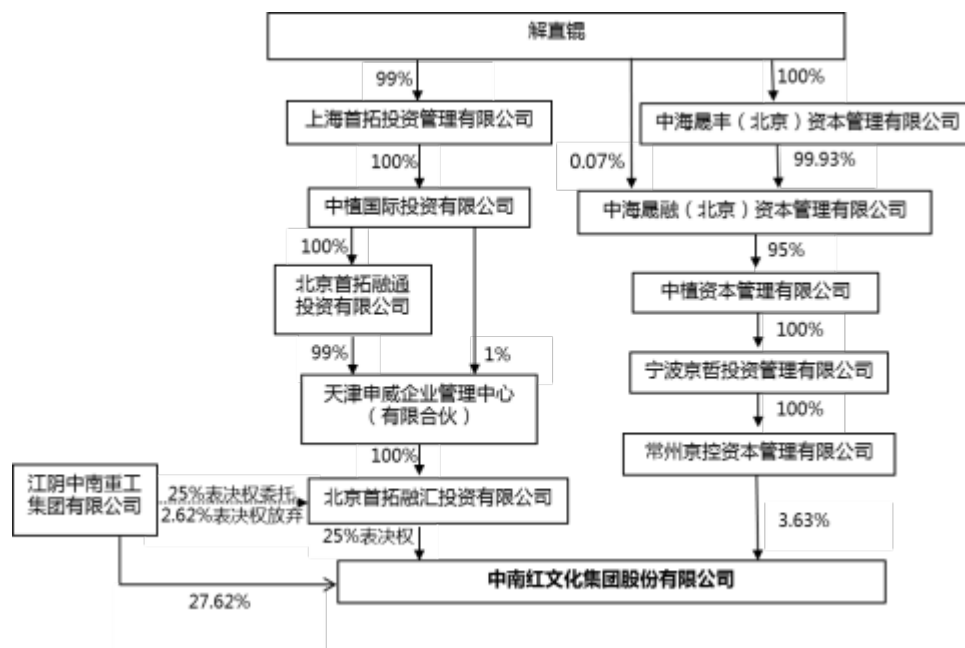 解直锟
99%
100%
上海首拓投资管理有限公司
中海晟丰（北京）资本管理有限公司
100%
0.07%
99.93%
中植国际投资有限公司
中海晟融（北京）资本管理有限公司
100%
95%
北京首拓融通
投资有限公司
中植资本管理有限公司
99%
1%
100%
宁波京哲投资管理有限公司
天津申威企业管理中心
（有限合伙）
100%
常州京控资本管理有限公司
100%
江阴中南重工
集团有限公司
25%表决权委托
2.62%表决权放弃
北京首拓融汇投资有限公司
25%表决权
3.63%
中南红文化集团股份有限公司
27.62%